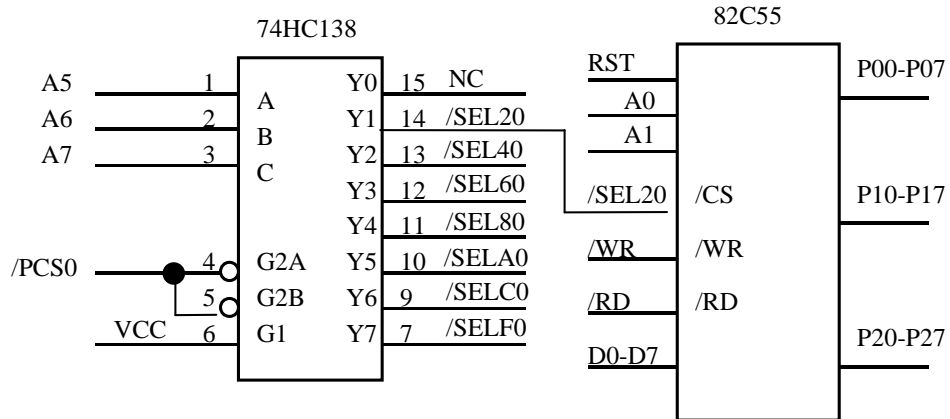 74HC138
82C55
A5 1 A Y0 15 NC
A6 2 B Y1 14 /SEL20
A7 3 C Y2 13 /SEL40
Y3 12 /SEL60
Y4 11 /SEL80
/PCS0 4 G2A Y5 10 /SELA0
5 G2B Y6 9 /SELC0
VCC 6 G1 Y7 7 /SELF0
RST P00-P07
A0
A1
/SEL20 /CS P10-P17
/WR /WR
/RD /RD
D0-D7 P20-P27